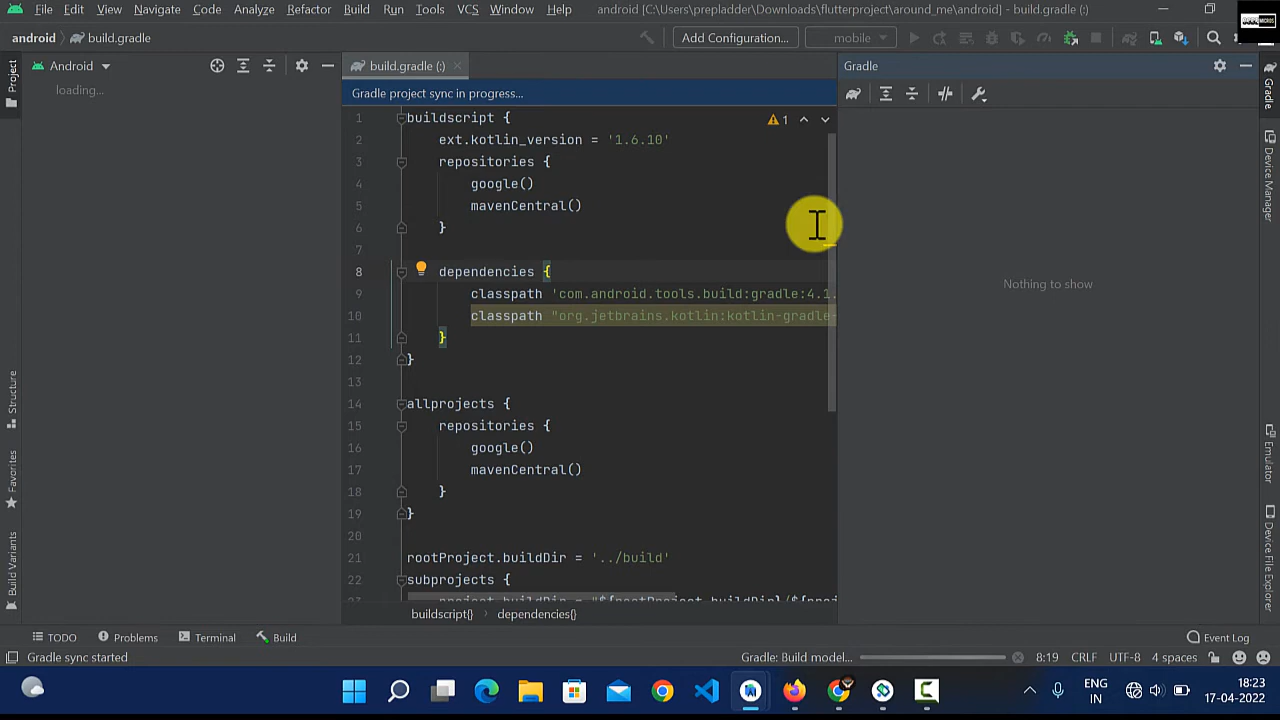 File Edit View Navigate Code Analyze Refactor Build Run Tools VCS Window Help android [C:\Users\prepladder\Downloads\flutterproject\around_me\android] - build.gradle (:)
android build.gradle Add Configuration... mobile
Project
Android
build.gradle (:)
Gradle
loading...
Gradle project sync in progress...
1 buildscript {
2 ext.kotlin_version = '1.6.10'
3 repositories {
4 google()
5 mavenCentral()
6 }
7
8 dependencies {
9 classpath 'com.android.tools.build:gradle:4.1.
10 classpath "org.jetbrains.kotlin:kotlin-gradle-
11 }
12 }
13
14 allprojects {
15 repositories {
16 google()
17 mavenCentral()
18 }
19 }
20
21 rootProject.buildDir = '../build'
22 subprojects {
23 project.buildDir = "${rootProject.buildDir}/${proj
1
Nothing to show
Gradle
Device Manager
Emulator
Device File Explorer
Structure
Favorites
Build Variants
buildscript{} › dependencies{}
TODO Problems Terminal Build Event Log
Gradle sync started Gradle: Build model... 8:19 CRLF UTF-8 4 spaces
ENG
IN
18:23
17-04-2022